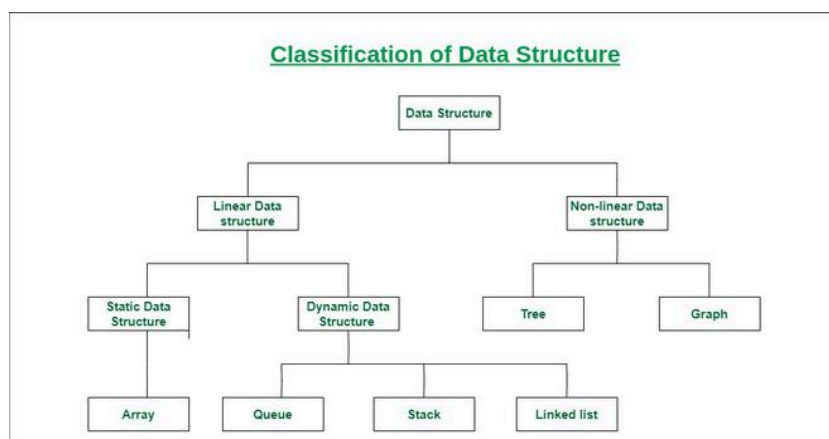 Classification of Data Structure
Data Structure
Linear Data
structure
Non-linear Data
structure
Static Data
Structure
Dynamic Data
Structure
Tree
Graph
Array
Queue
Stack
Linked list